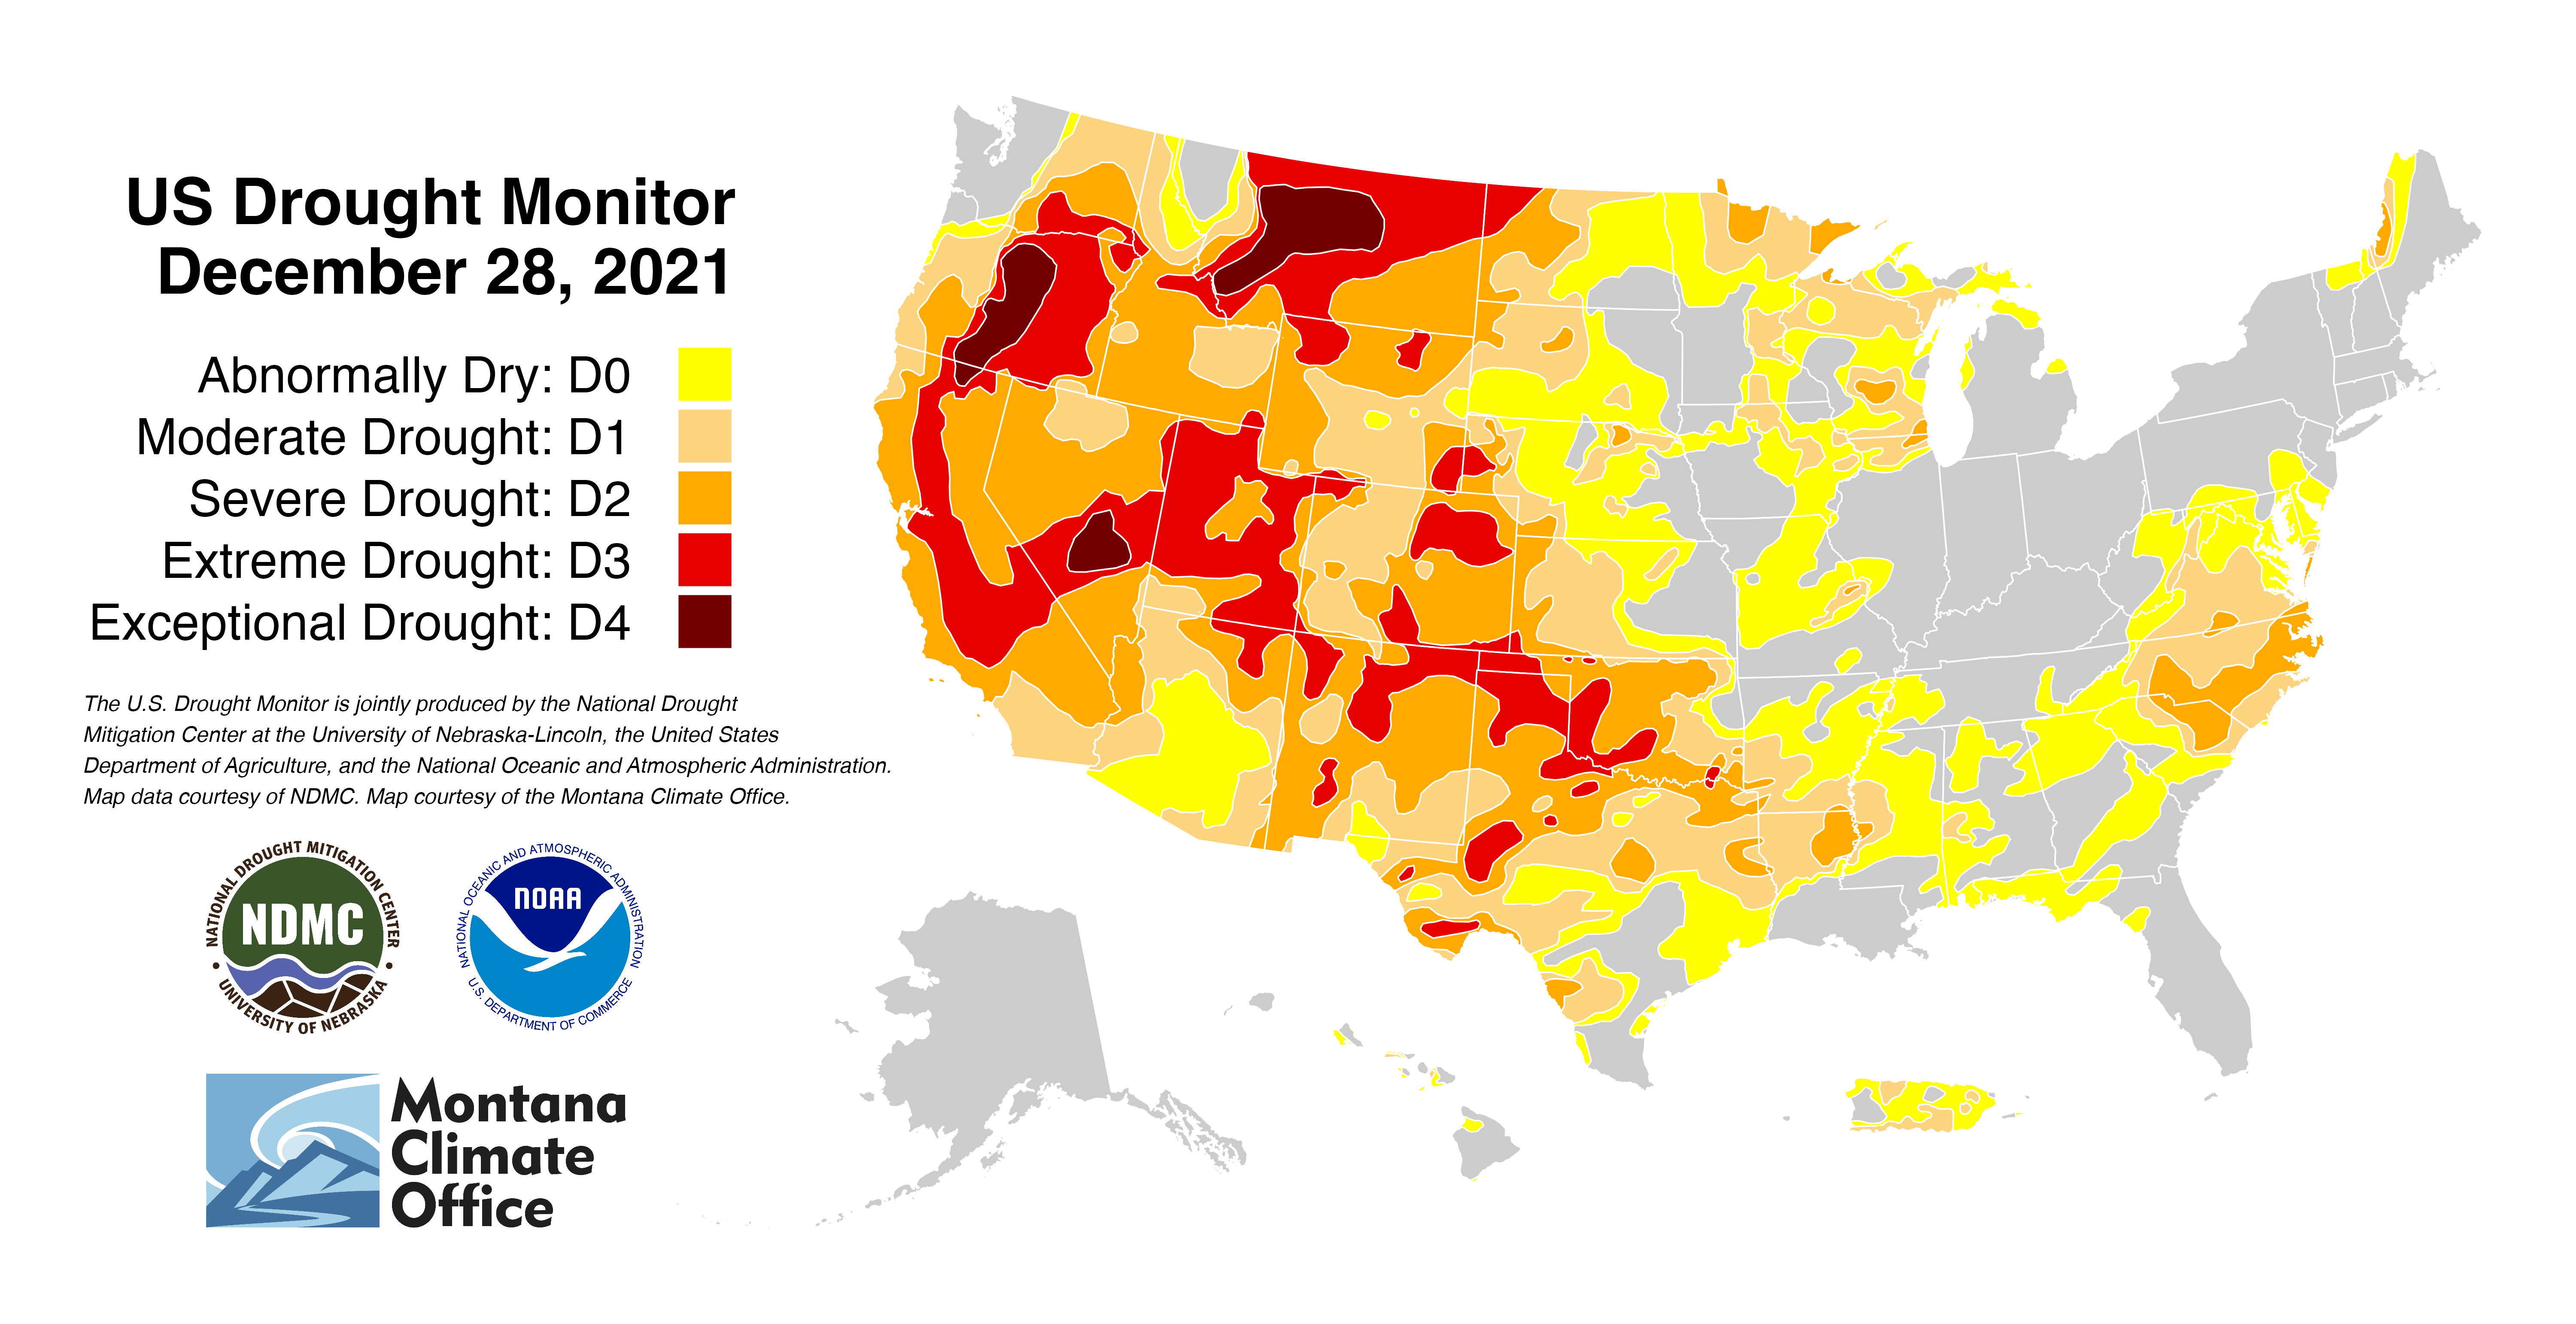 US Drought Monitor
December 28, 2021
Abnormally Dry: D0
Moderate Drought: D1
Severe Drought: D2
Extreme Drought: D3
Exceptional Drought: D4
The U.S. Drought Monitor is jointly produced by the National Drought
Mitigation Center at the University of Nebraska-Lincoln, the United States
Department of Agriculture, and the National Oceanic and Atmospheric Administration.
Map data courtesy of NDMC. Map courtesy of the Montana Climate Office.
NATIONAL DROUGHT MITIGATION CENTER
NDMC
• UNIVERSITY OF NEBRASKA •
NATIONAL OCEANIC AND ATMOSPHERIC ADMINISTRATION
NOAA
U.S. DEPARTMENT OF COMMERCE
Montana
Climate
Office